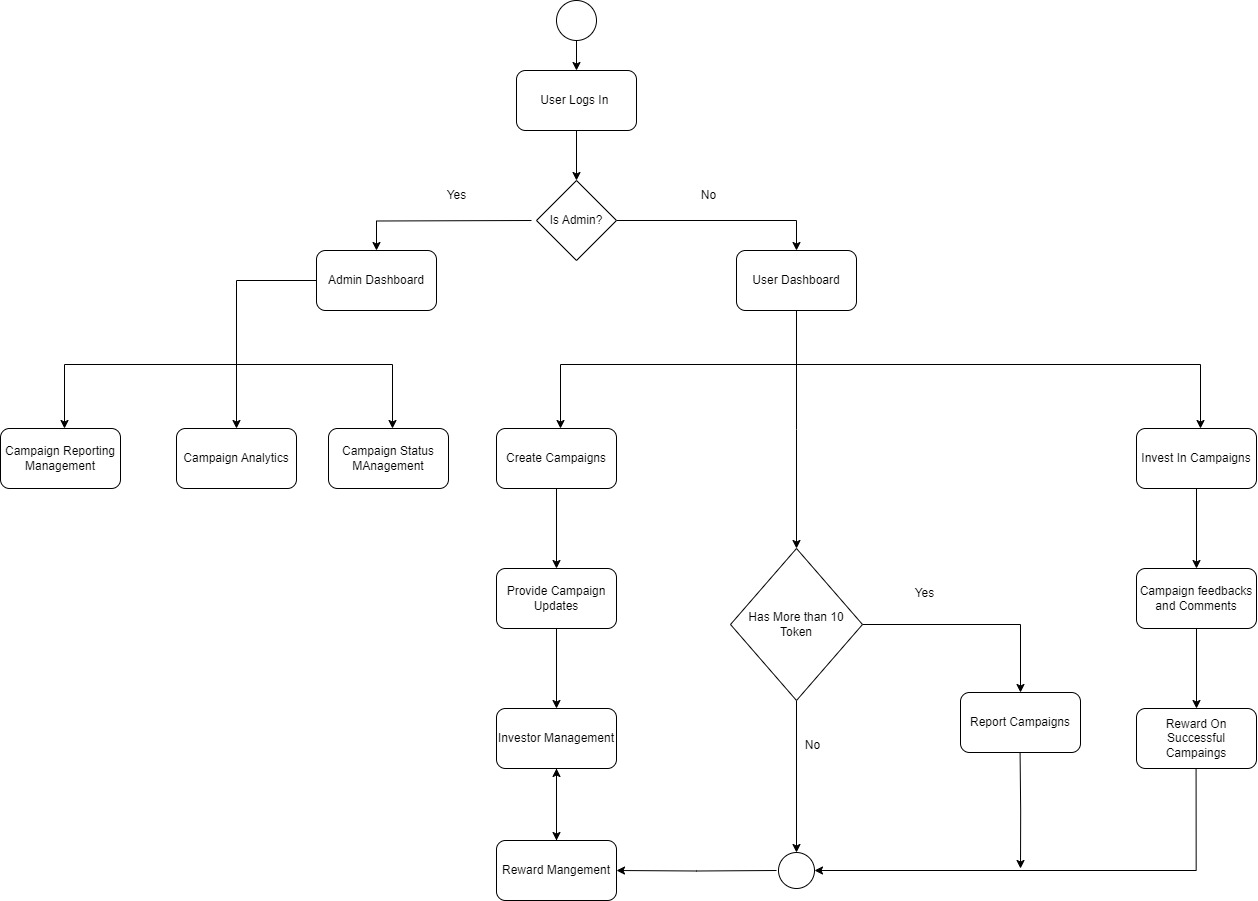 User Logs In
Yes
No
Is Admin?
Admin Dashboard
User Dashboard
Campaign Reporting
Management
Campaign Analytics
Campaign Status
MAnagement
Create Campaigns
Invest In Campaigns
Provide Campaign
Updates
Has More than 10
Token
Yes
Campaign feedbacks
and Comments
Investor Management
No
Report Campaigns
Reward On
Successful
Campaings
Reward Mangement